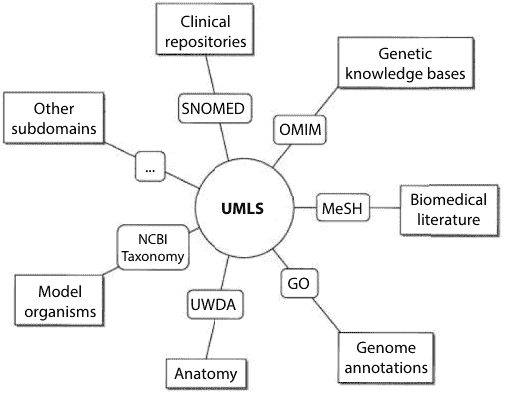 Clinical
repositories
Genetic
knowledge bases
SNOMED
OMIM
Other
subdomains
...
UMLS
MeSH
Biomedical
literature
NCBI
Taxonomy
Model
organisms
UWDA
GO
Anatomy
Genome
annotations